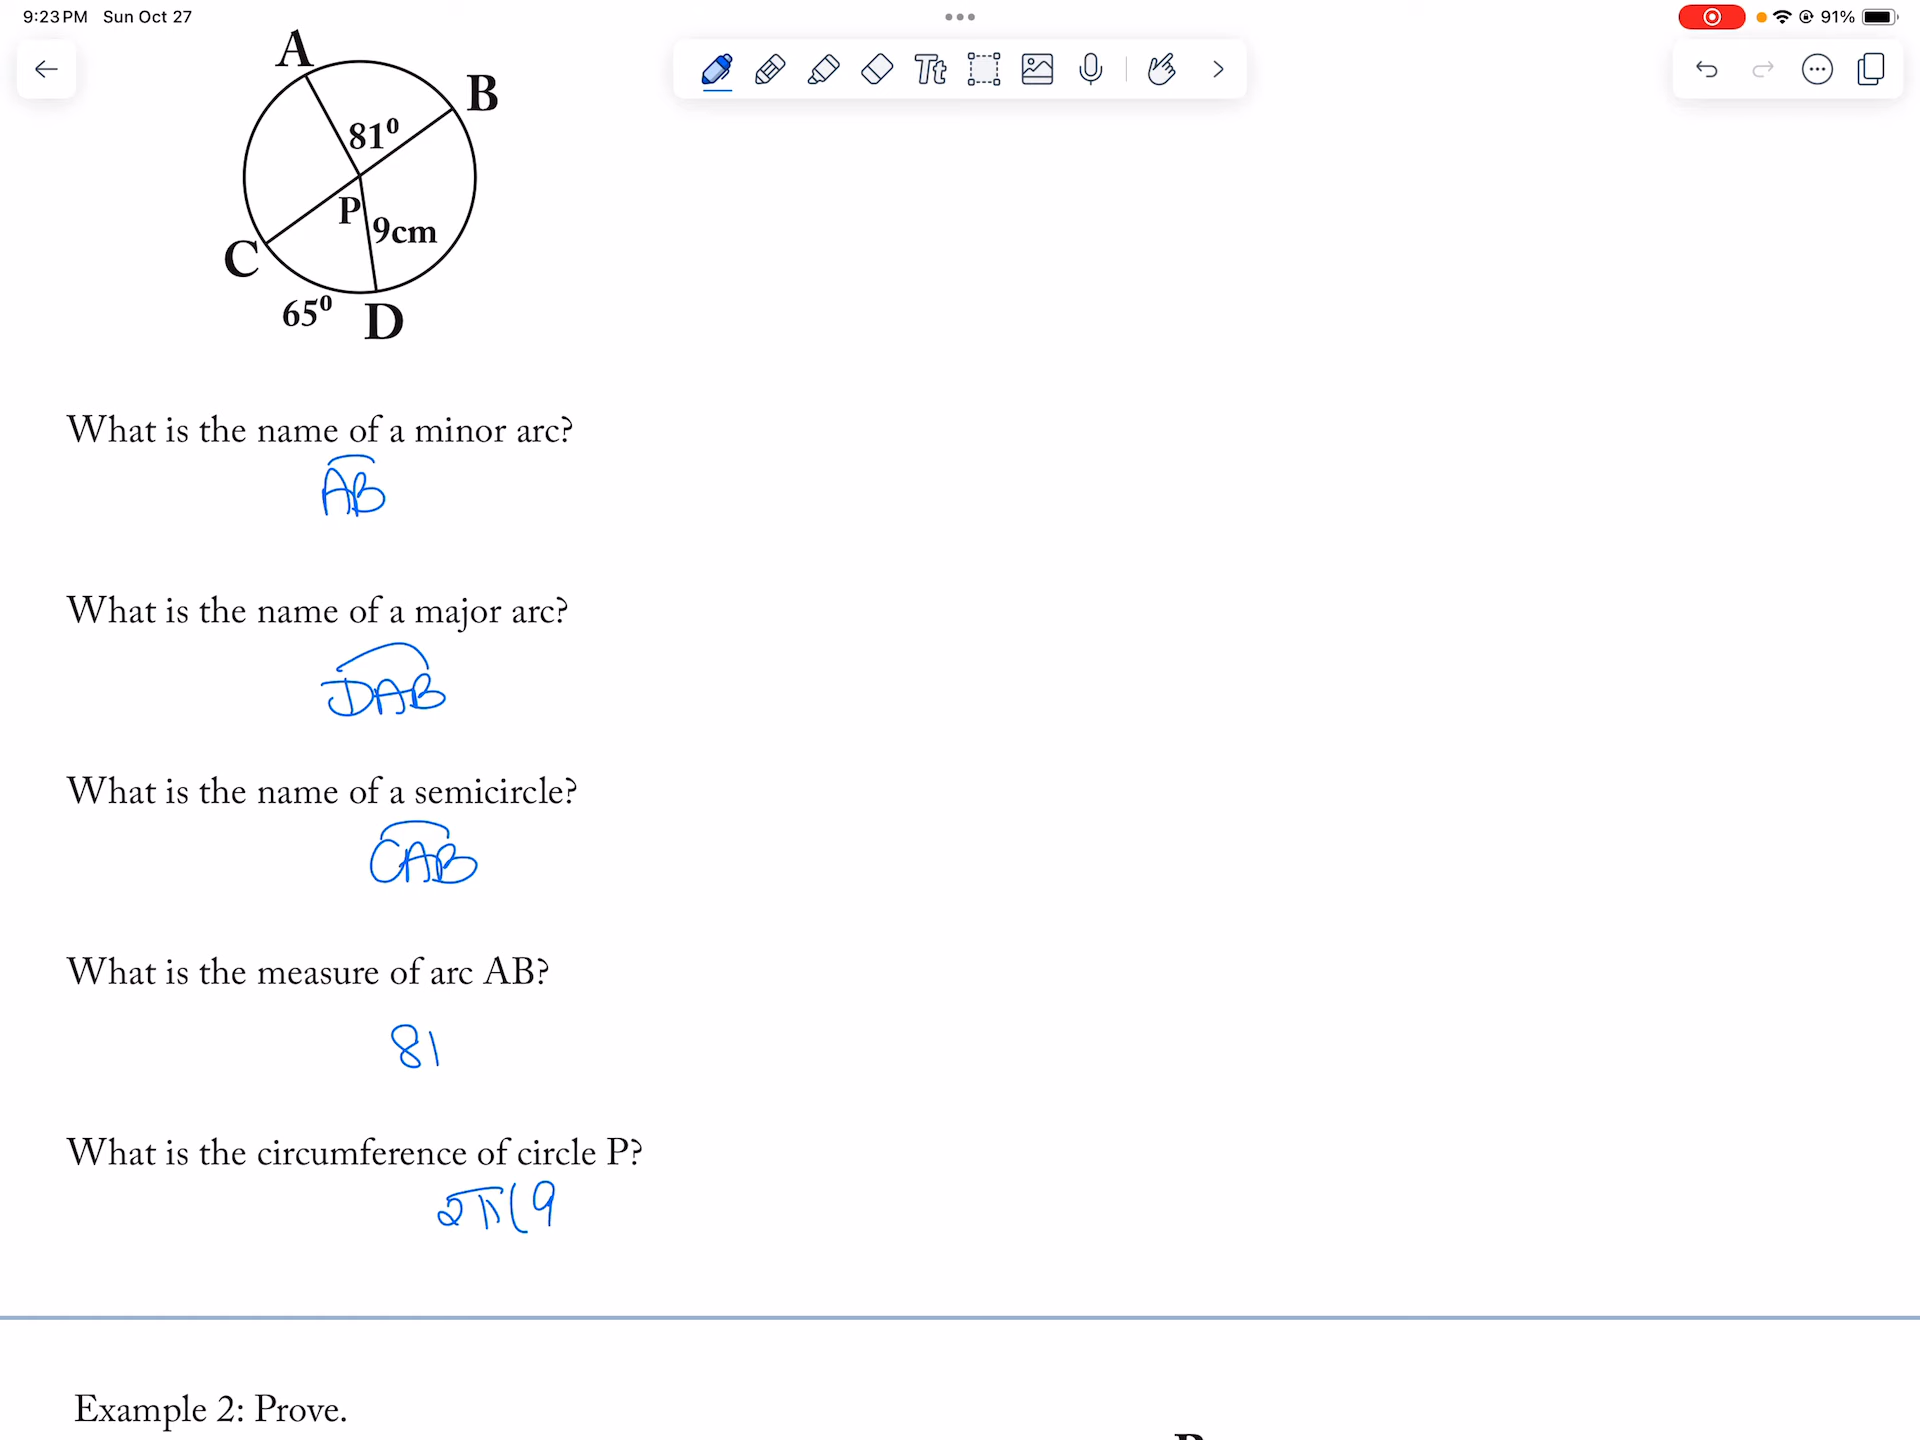 9:23 PM Sun Oct 27
91%
Tt
A
B
81⁰
P
9cm
C
65⁰
D
What is the name of a minor arc?
AB
What is the name of a major arc?
DAB
What is the name of a semicircle?
CAB
What is the measure of arc AB?
81
What is the circumference of circle P?
2π(9
Example 2: Prove.